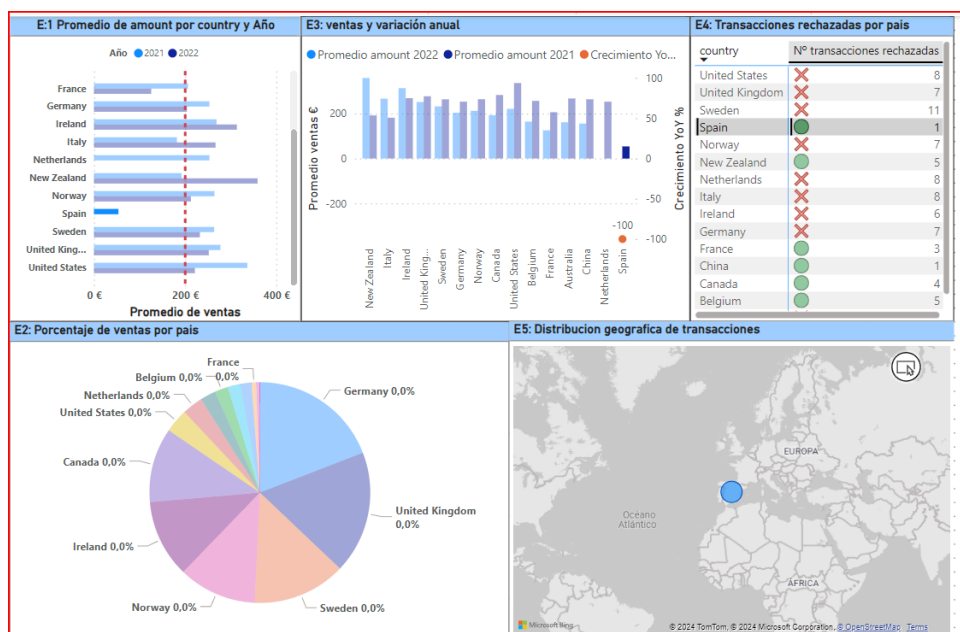 E:1 Promedio de amount por country y Año
Año 2021 2022
France
Germany
Ireland
Italy
Netherlands
New Zealand
Norway
Spain
Sweden
United King...
United States
0 € 200 € 400 €
Promedio de ventas
E3: ventas y variación anual
Promedio amount 2022 Promedio amount 2021 Crecimiento Yo...
Promedio ventas €
200
0
-200
100
50
0
-50
-100
Crecimiento YoY %
-100
New Zealand
Italy
Ireland
United King...
Sweden
Germany
Norway
Canada
United States
Belgium
France
Australia
China
Netherlands
Spain
E4: Transacciones rechazadas por pais
country Nº transacciones rechazadas
United States 8
United Kingdom 7
Sweden 11
Spain 1
Norway 7
New Zealand 5
Netherlands 8
Italy 8
Ireland 6
Germany 7
France 3
China 1
Canada 4
Belgium 5
E2: Porcentaje de ventas por pais
France
0,0%
Belgium 0,0%
Netherlands 0,0%
United States 0,0%
Canada 0,0%
Ireland 0,0%
Norway 0,0%
Sweden 0,0%
United Kingdom
0,0%
Germany 0,0%
E5: Distribucion geografica de transacciones
EUROPA
Océano
Atlántico
ÁFRICA
Microsoft Bing
© 2024 TomTom, © 2024 Microsoft Corporation, © OpenStreetMap Terms